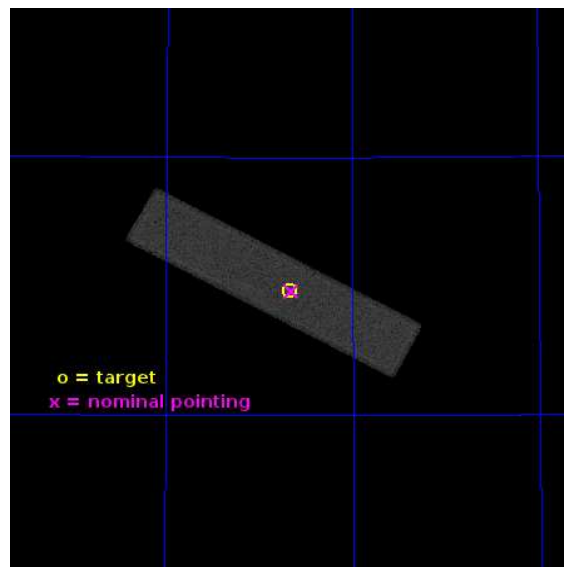 o = target
x = nominal pointing